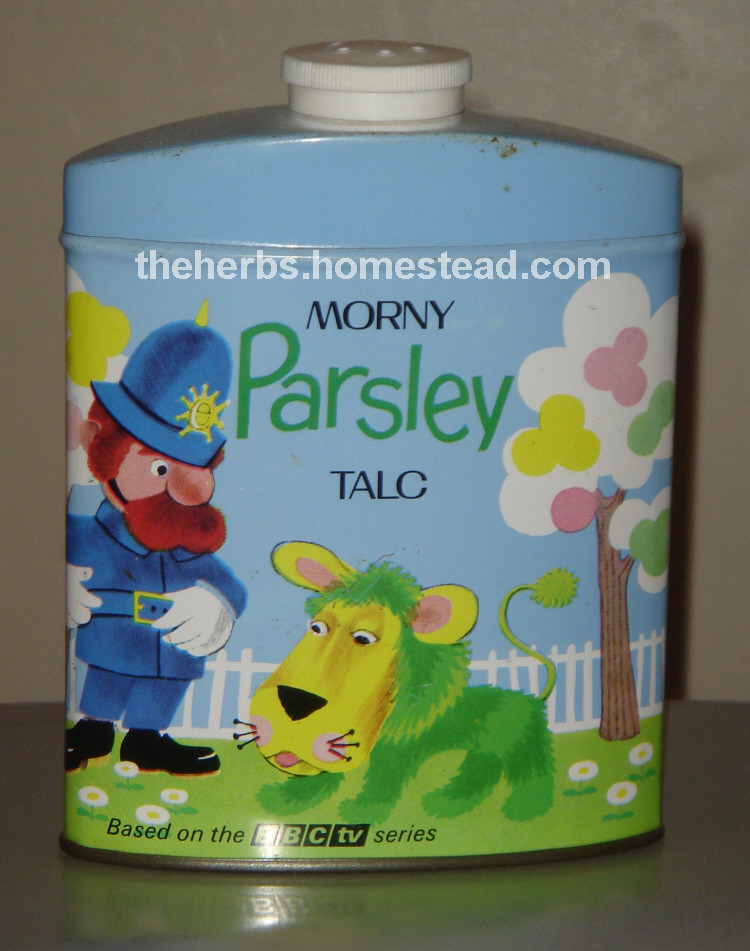 theherbs.homestead.com
MORNY
Parsley
TALC
e
Based on the BBC tv series